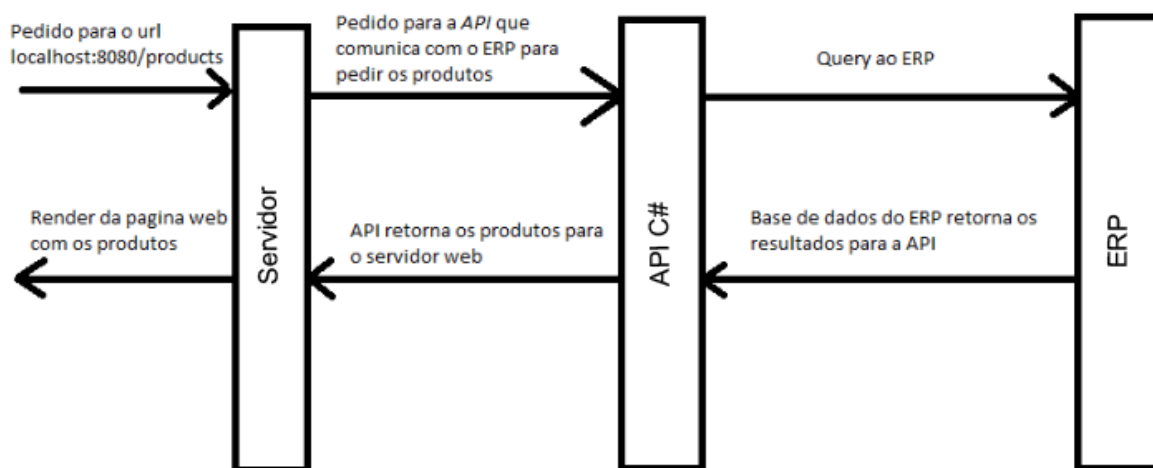 Pedido para o url
localhost:8080/products
Pedido para a API que
comunica com o ERP para
pedir os produtos
Query ao ERP
Servidor
API C#
ERP
Render da pagina web
com os produtos
API retorna os produtos para
o servidor web
Base de dados do ERP retorna os
resultados para a API